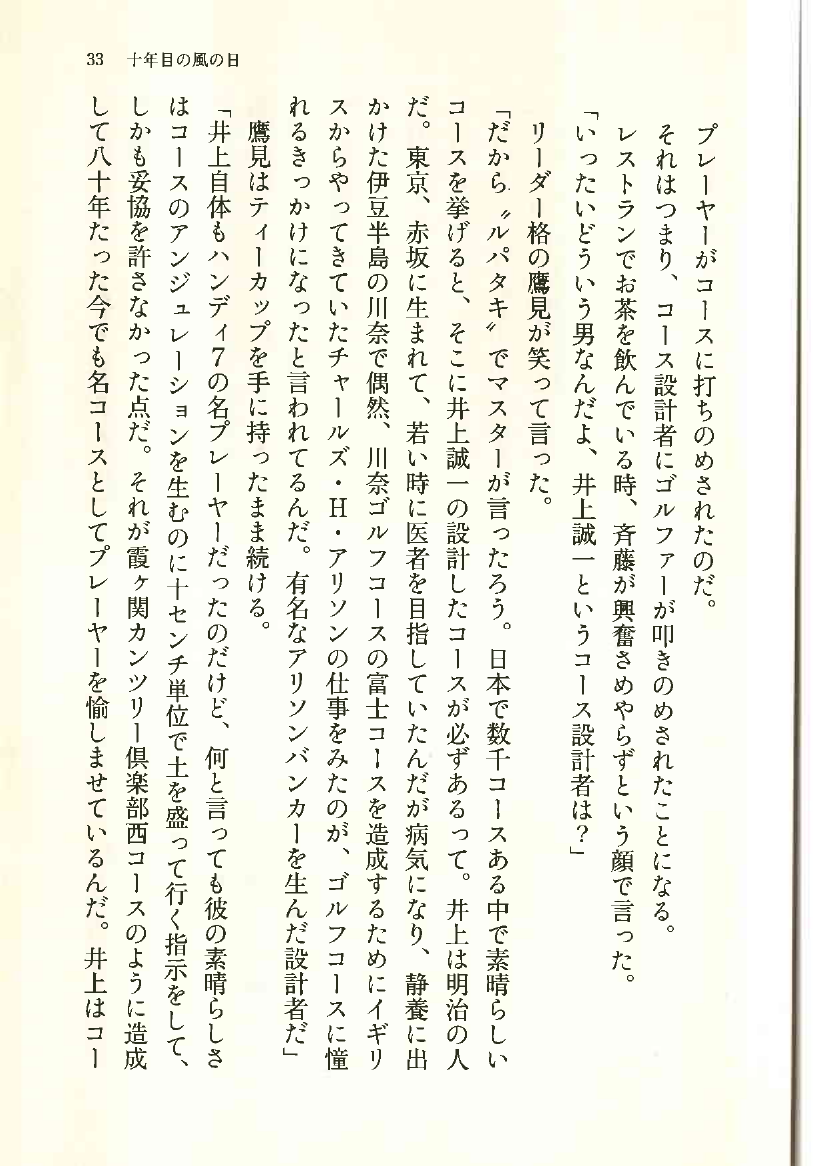 33　十年目の風の日
プレーヤーがコースに打ちのめされたのだ。
それはつまり、コース設計者にゴルファーが叩きのめされたことになる。
レストランでお茶を飲んでいる時、斉藤が興奮さめやらずという顔で言った。
「いったいどういう男なんだよ、井上誠一というコース設計者は？」
リーダー格の鷹見が笑って言った。
「だから〝ルパタキ〟でマスターが言ったろう。日本で数千コースある中で素晴らしい
コースを挙げると、そこに井上誠一の設計したコースが必ずあるって。井上は明治の人
だ。東京、赤坂に生まれて、若い時に医者を目指していたんだが病気になり、静養に出
かけた伊豆半島の川奈で偶然、川奈ゴルフコースの富士コースを造成するためにイギリ
スからやってきていたチャールズ・H・アリソンの仕事をみたのが、ゴルフコースに憧
れるきっかけになったと言われてるんだ。有名なアリソンバンカーを生んだ設計者だ」
鷹見はティーカップを手に持ったまま続ける。
「井上自体もハンディ７の名プレーヤーだったのだけど、何と言っても彼の素晴らしさ
はコースのアンジュレーションを生むのに十センチ単位で土を盛って行く指示をして、
しかも妥協を許さなかった点だ。それが霞ヶ関カンツリー倶楽部西コースのように造成
して八十年たった今でも名コースとしてプレーヤーを愉しませているんだ。井上はコー